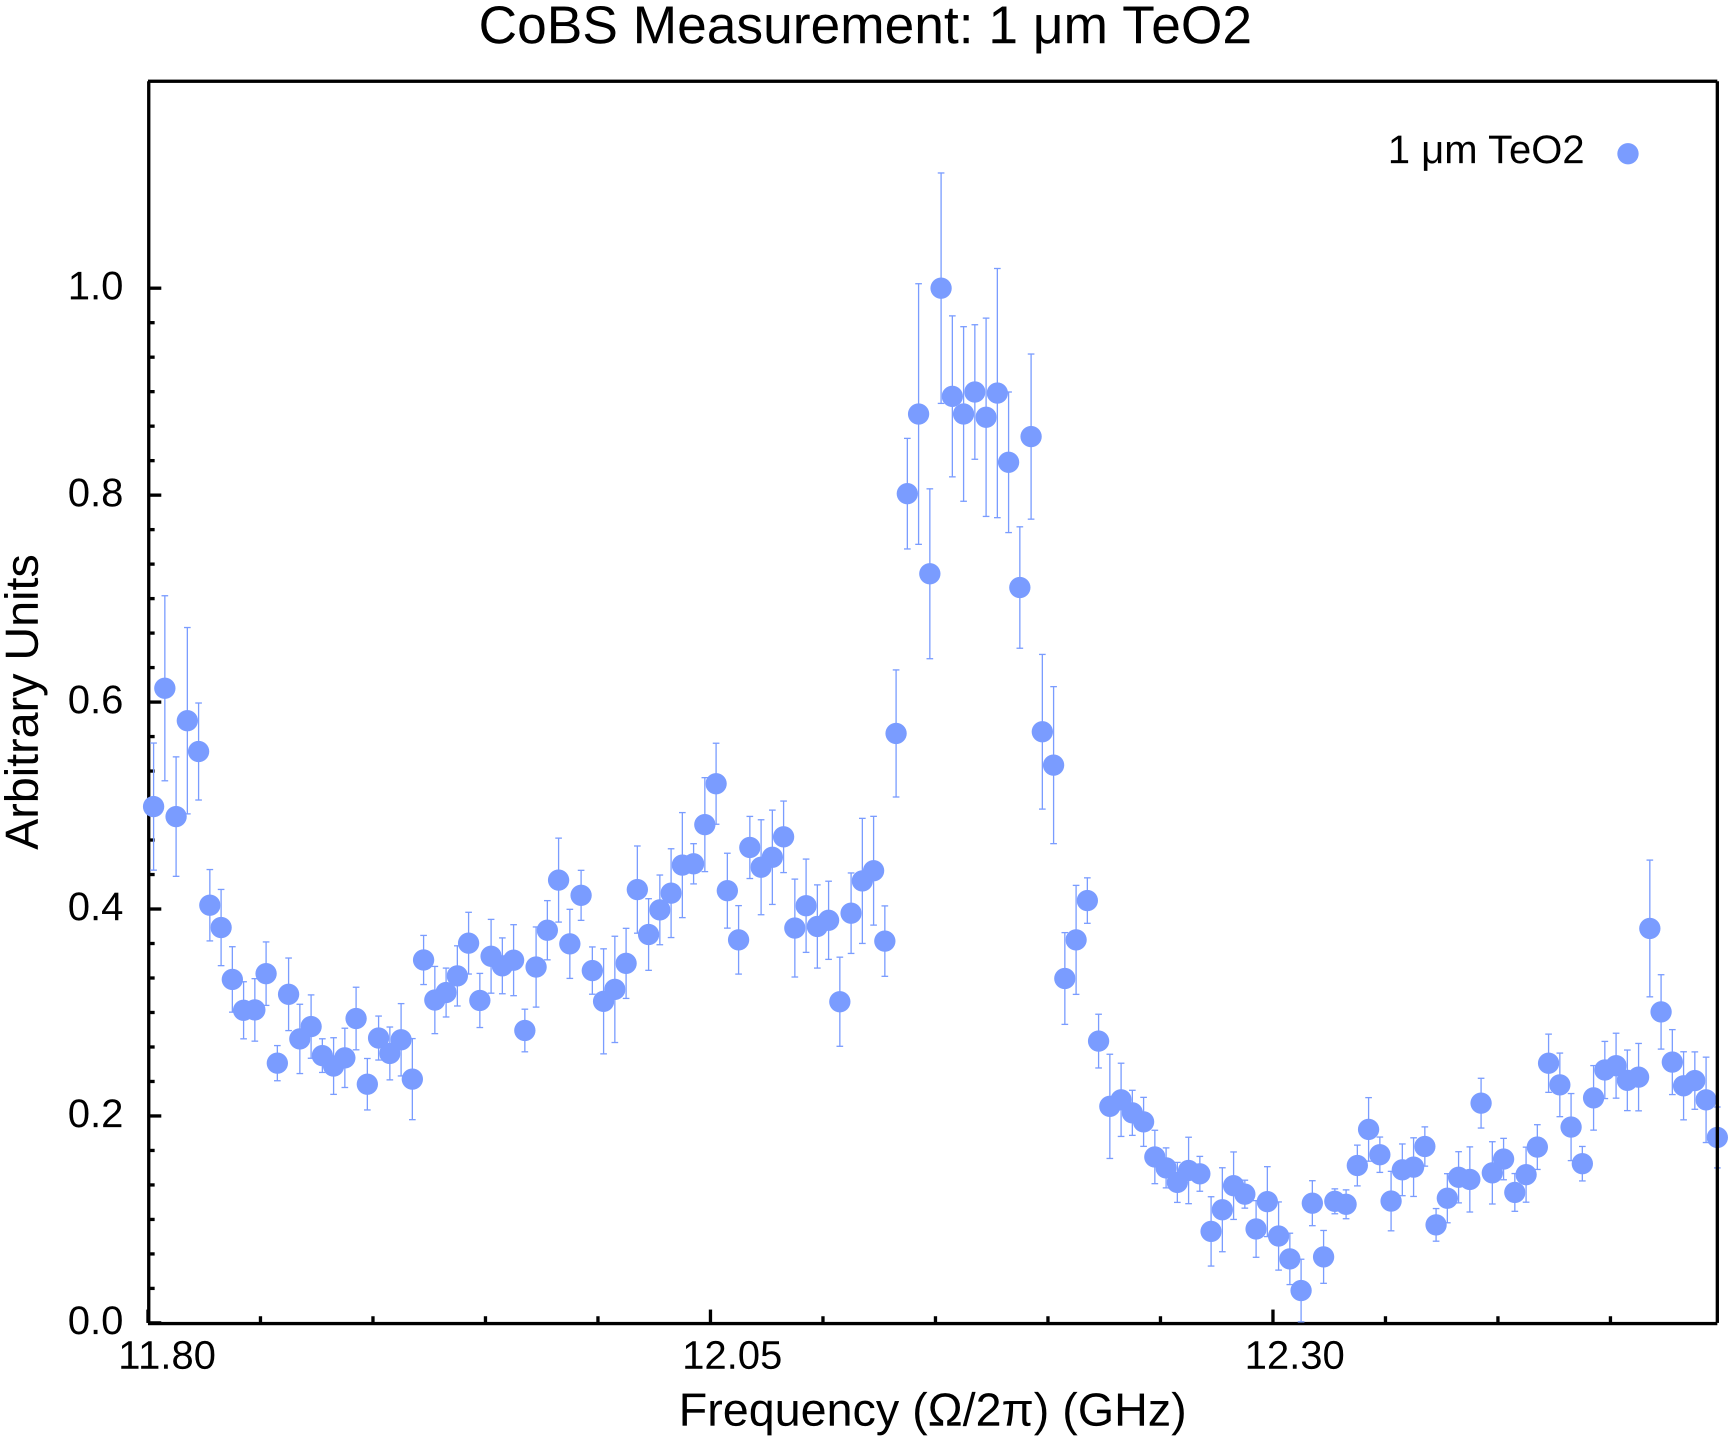 CoBS Measurement: 1 μm TeO2
1 μm TeO2
1.0
0.8
0.6
0.4
0.2
0.0
Arbitrary Units
11.80 12.05 12.30
Frequency (Ω/2π) (GHz)